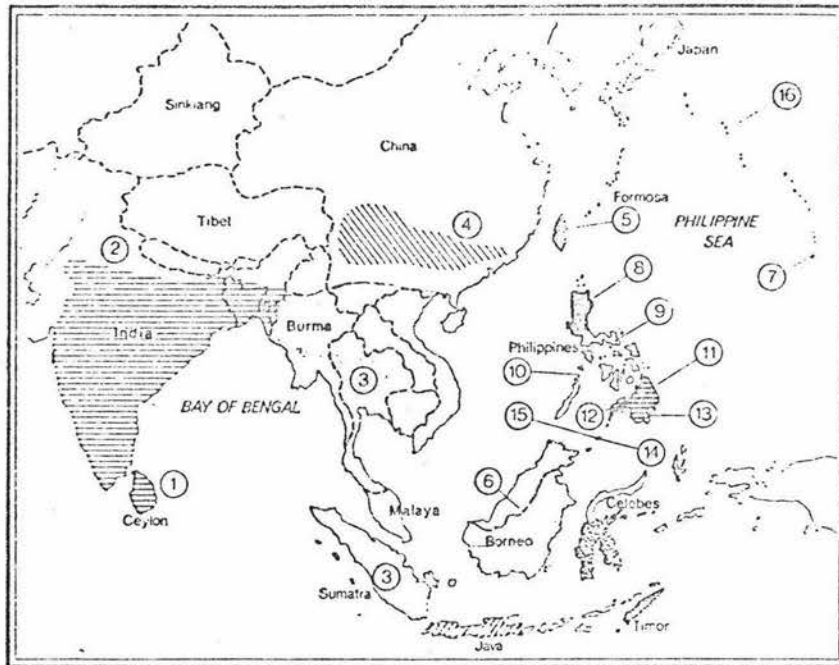 Japan
16
Sinkiang
China
Formosa
Tibet
4
5
PHILIPPINE
SEA
2
7
8
India
Burma
9
Philippines
11
3
10
BAY OF BENGAL
15
12
13
14
1
6
Ceylon
Malaya
Celebes
Borneo
3
Sumatra
Timor
Java